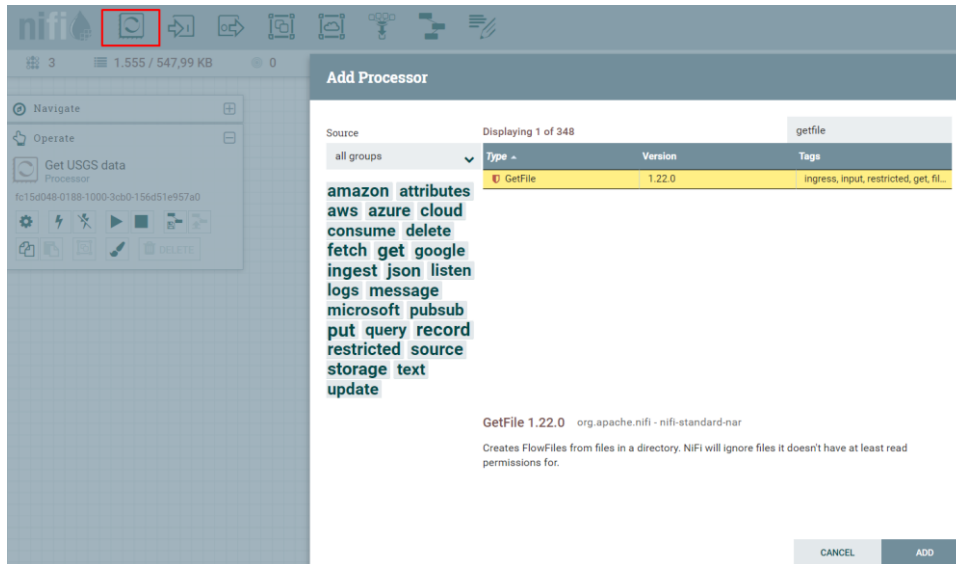 nifi
3 1.555 / 547,99 KB 0
Navigate
Operate
Get USGS data
Processor
fc15d048-0188-1000-3cb0-156d51e957a0
DELETE
Add Processor
Source
all groups
amazon attributes
aws azure cloud
consume delete
fetch get google
ingest json listen
logs message
microsoft pubsub
put query record
restricted source
storage text
update
Displaying 1 of 348
getfile
Type Version Tags
GetFile 1.22.0 ingress, input, restricted, get, fil...
GetFile 1.22.0 org.apache.nifi - nifi-standard-nar
Creates FlowFiles from files in a directory. NiFi will ignore files it doesn't have at least read
permissions for.
CANCEL ADD